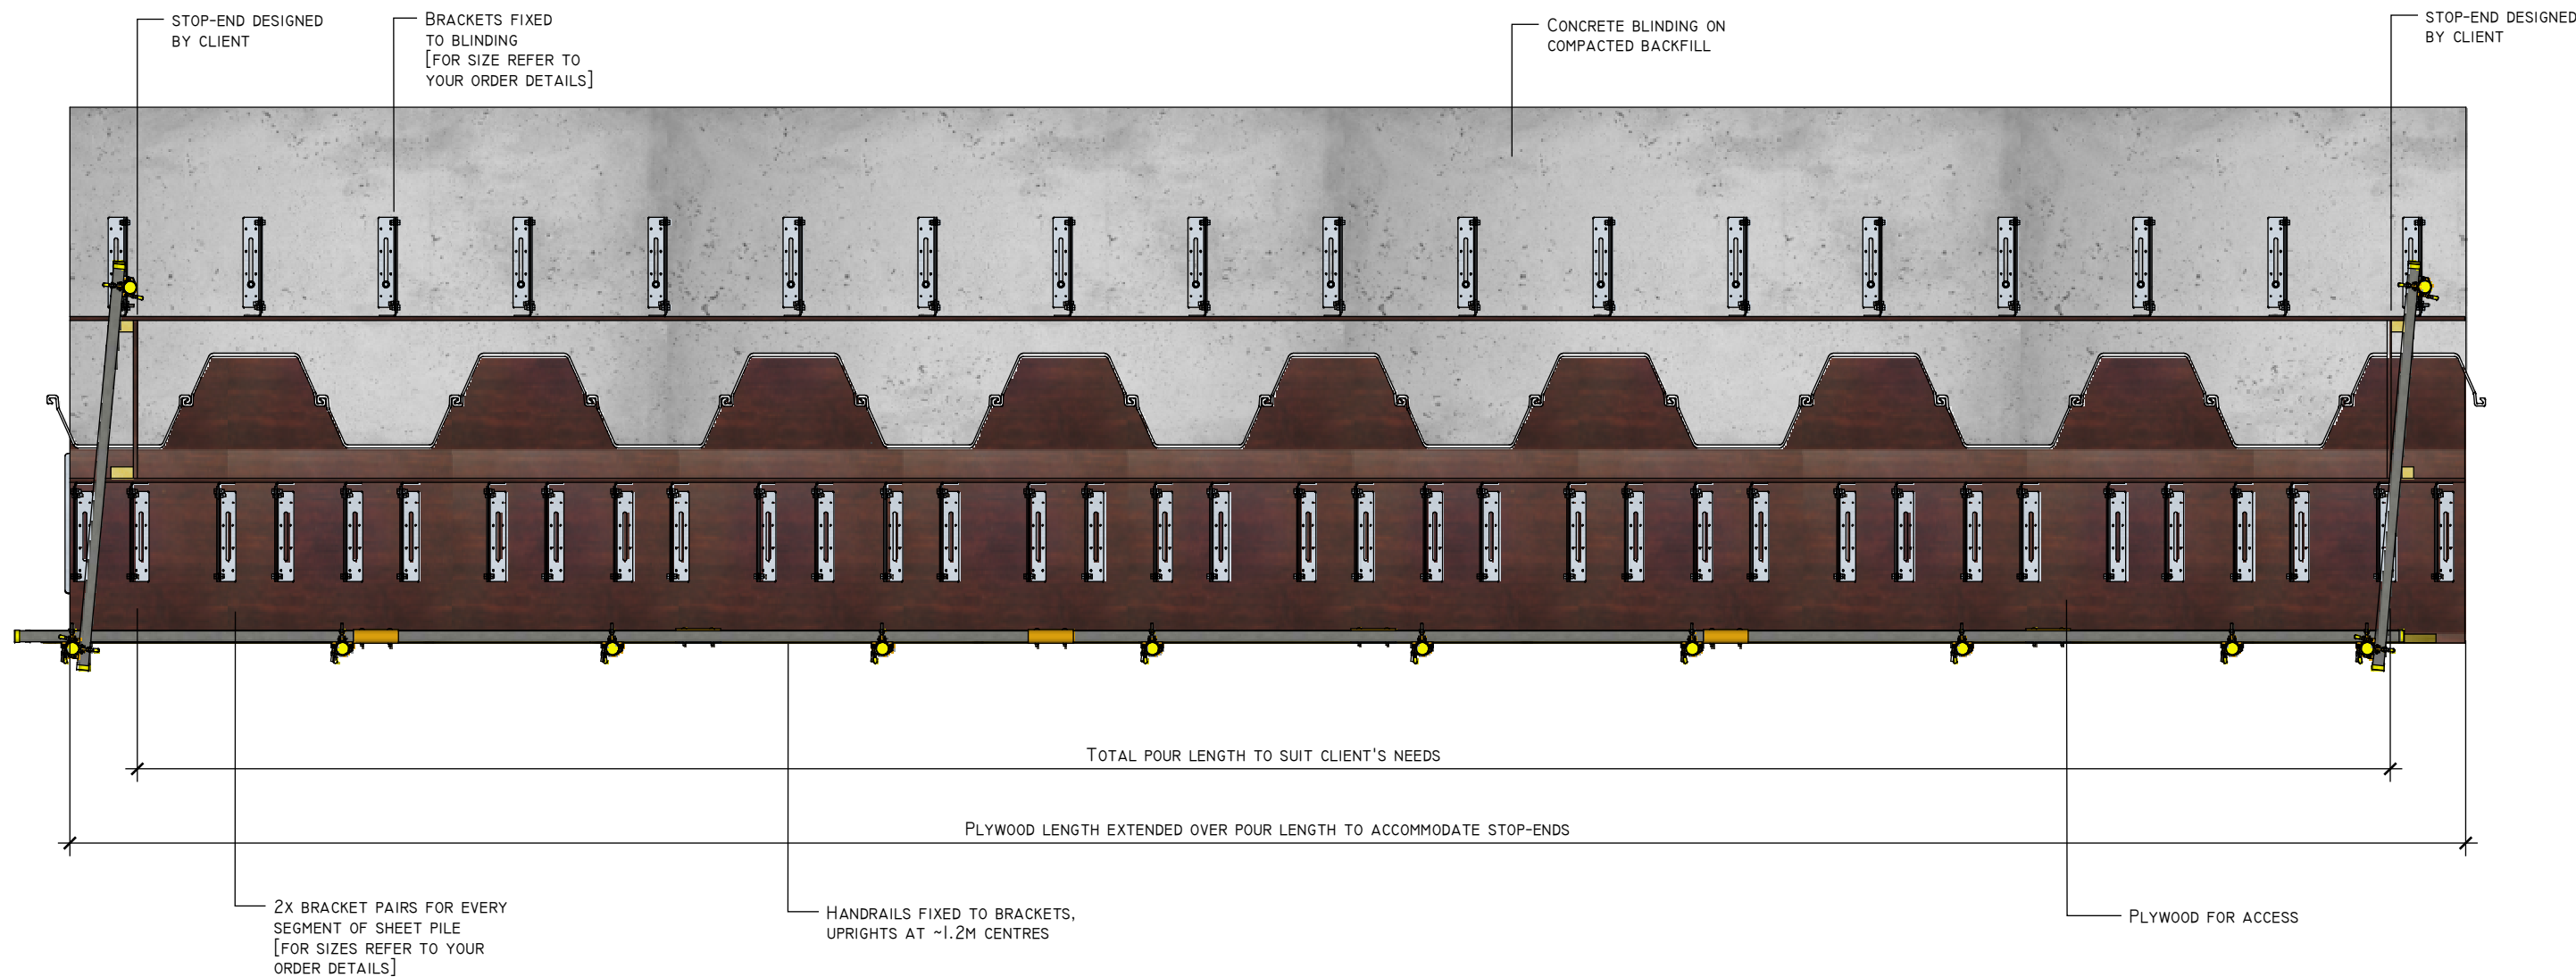 STOP-END DESIGNED
BY CLIENT
BRACKETS FIXED
TO BLINDING
[FOR SIZE REFER TO
YOUR ORDER DETAILS]
CONCRETE BLINDING ON
COMPACTED BACKFILL
STOP-END DESIGNED
BY CLIENT
TOTAL POUR LENGTH TO SUIT CLIENT'S NEEDS
PLYWOOD LENGTH EXTENDED OVER POUR LENGTH TO ACCOMMODATE STOP-ENDS
2X BRACKET PAIRS FOR EVERY
SEGMENT OF SHEET PILE
[FOR SIZES REFER TO YOUR
ORDER DETAILS]
HANDRAILS FIXED TO BRACKETS,
UPRIGHTS AT ~1.2M CENTRES
PLYWOOD FOR ACCESS